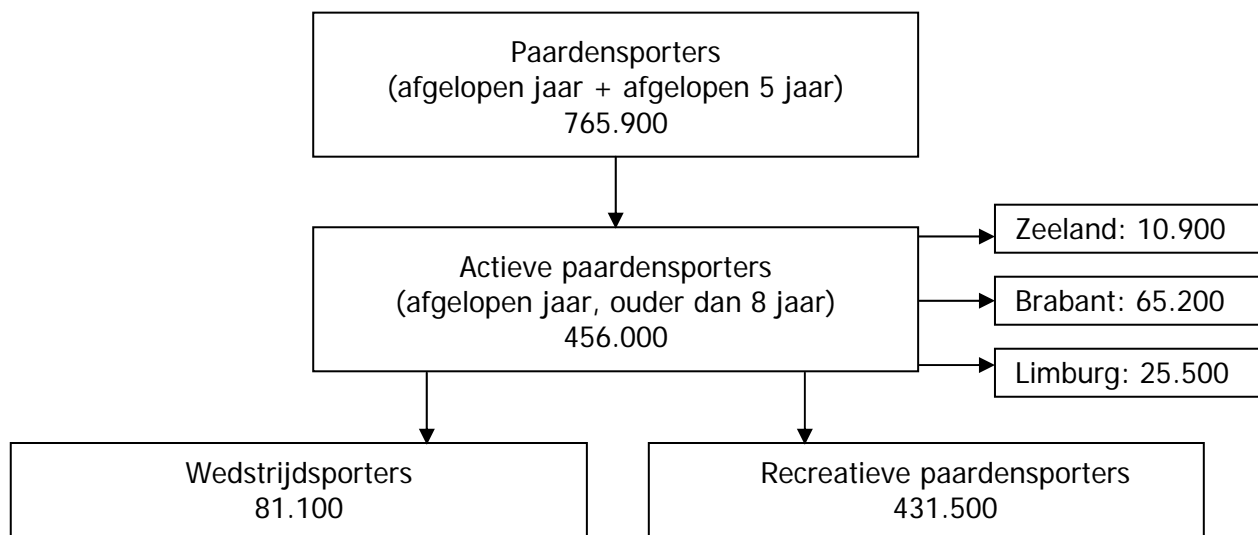 Paardensporters
(afgelopen jaar + afgelopen 5 jaar)
765.900
Actieve paardensporters
(afgelopen jaar, ouder dan 8 jaar)
456.000
Zeeland: 10.900
Brabant: 65.200
Limburg: 25.500
Wedstrijdsporters
81.100
Recreatieve paardensporters
431.500